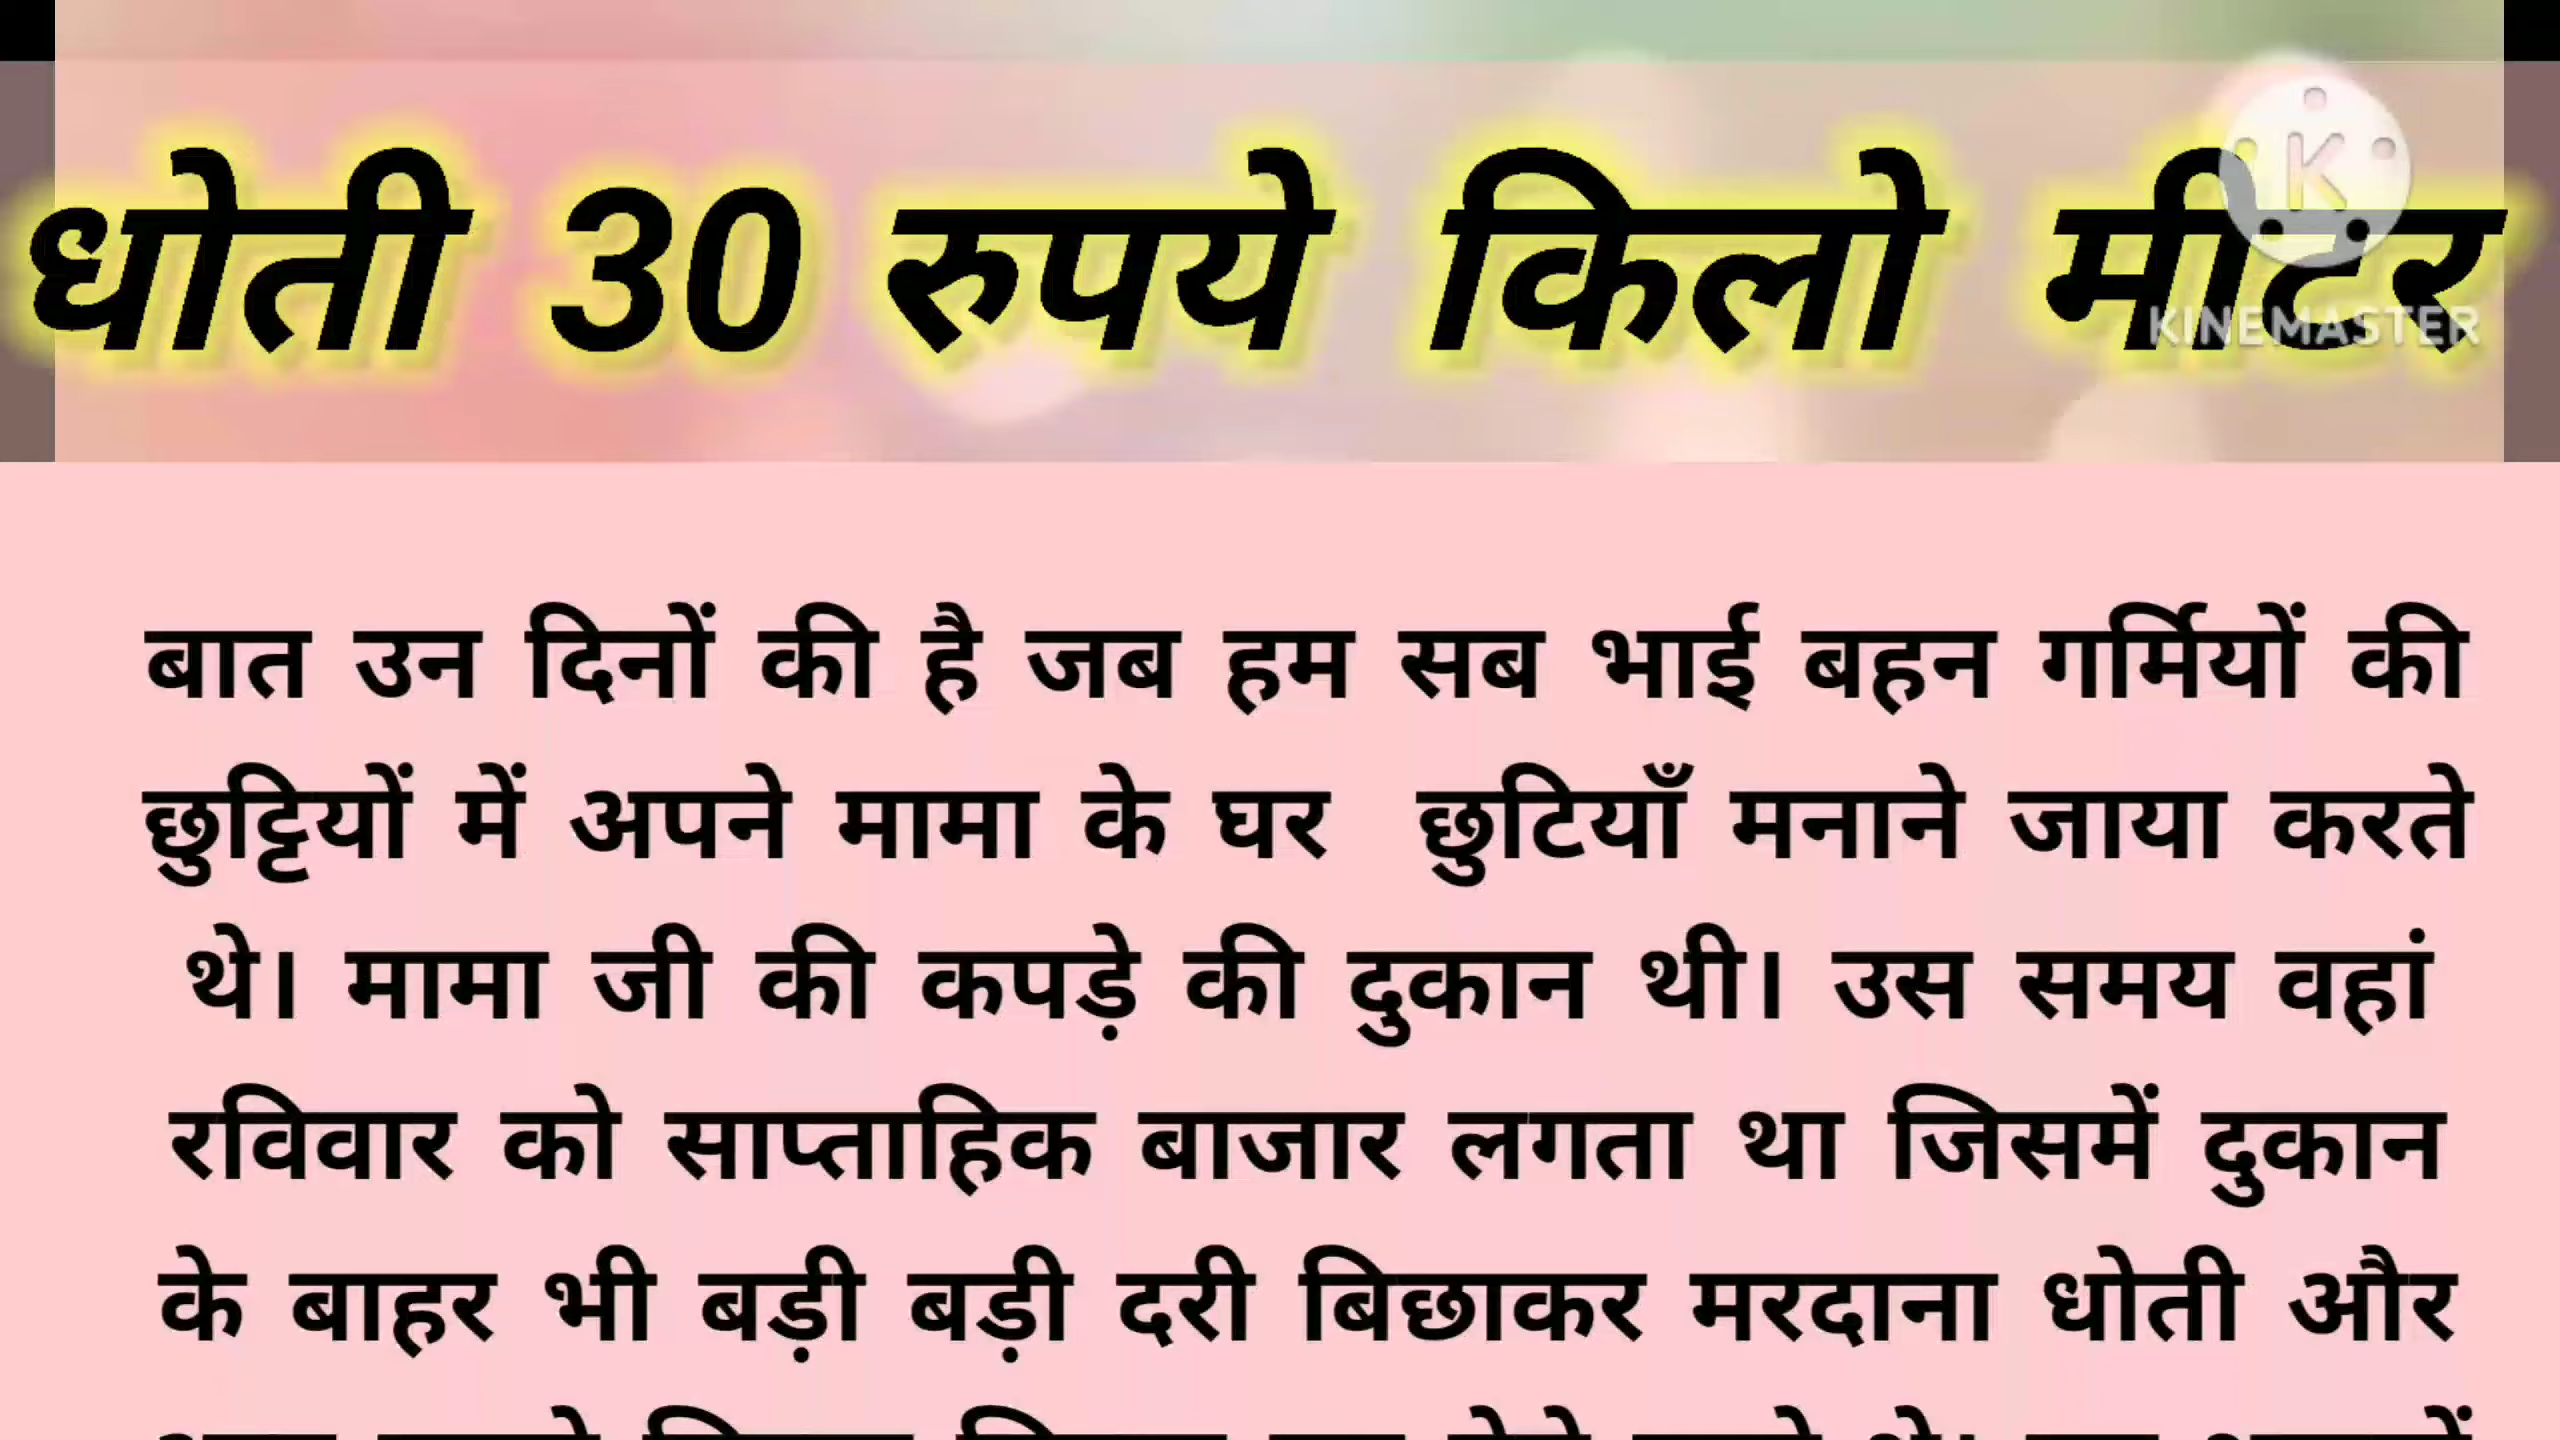 धोती 30 रुपये किलो मीटर
KINEMASTER
बात उन दिनों की है जब हम सब भाई बहन गर्मियों की
छुट्टियों में अपने मामा के घर छुटियाँ मनाने जाया करते
थे। मामा जी की कपड़े की दुकान थी। उस समय वहां
रविवार को साप्ताहिक बाजार लगता था जिसमें दुकान
के बाहर भी बड़ी बड़ी दरी बिछाकर मरदाना धोती और